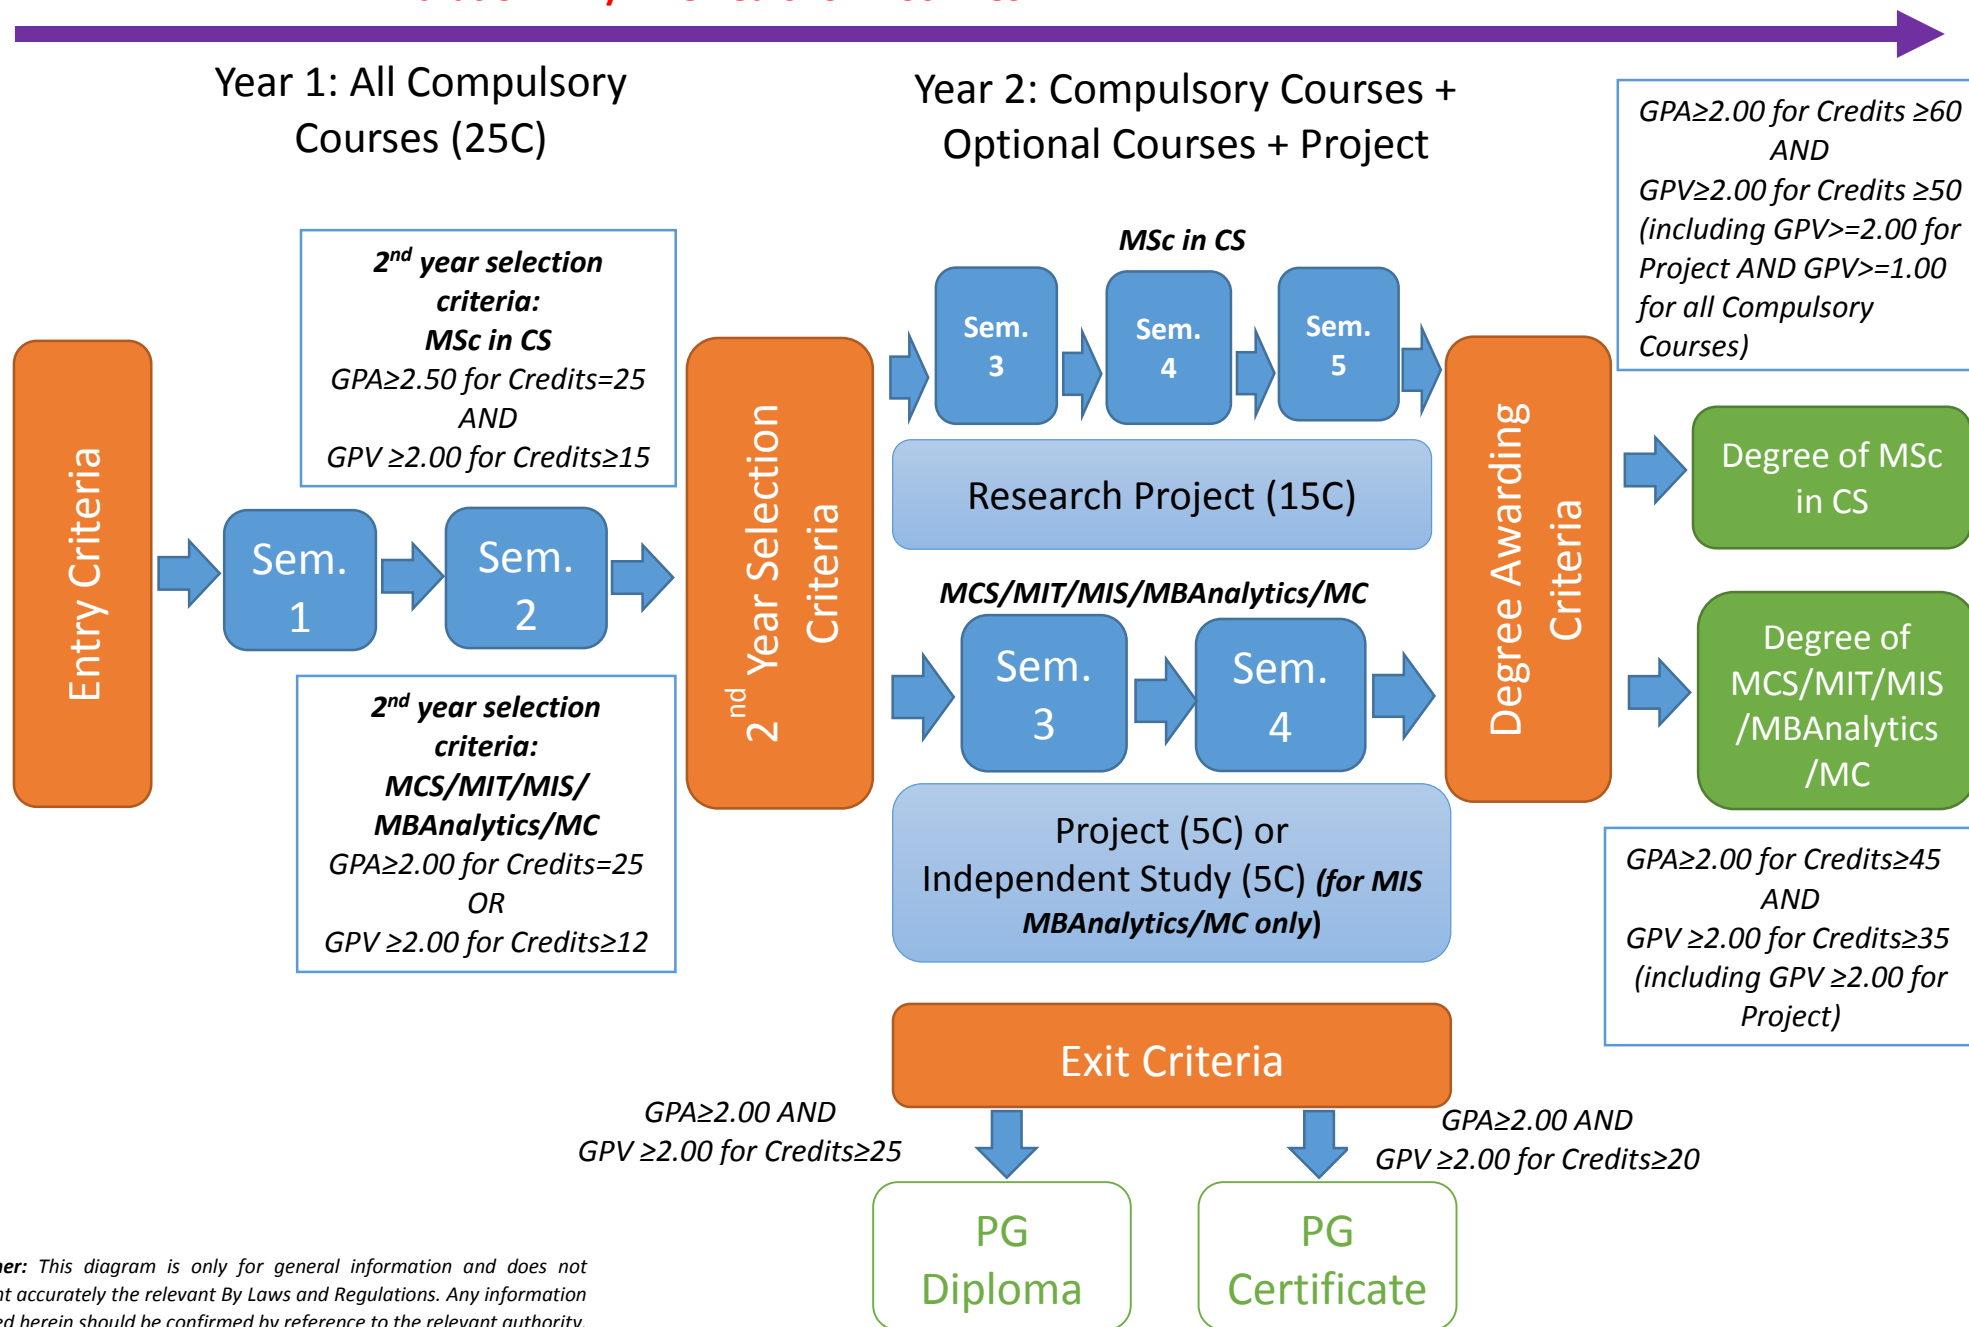 Year 1: All Compulsory
Courses (25C)
Year 2: Compulsory Courses +
Optional Courses + Project
GPA≥2.00 for Credits ≥60
AND
GPV≥2.00 for Credits ≥50
(including GPV>=2.00 for
Project AND GPV>=1.00
for all Compulsory
Courses)
2nd year selection
criteria:
MSc in CS
GPA≥2.50 for Credits=25
AND
GPV ≥2.00 for Credits≥15
MSc in CS
Sem.
3
Sem.
4
Sem.
5
Research Project (15C)
Entry Criteria
Sem.
1
Sem.
2
2nd Year Selection
Criteria
Degree Awarding
Criteria
Degree of MSc
in CS
MCS/MIT/MIS/MBAnalytics/MC
Sem.
3
Sem.
4
Degree of
MCS/MIT/MIS
/MBAnalytics
/MC
2nd year selection
criteria:
MCS/MIT/MIS/
MBAnalytics/MC
GPA≥2.00 for Credits=25
OR
GPV ≥2.00 for Credits≥12
Project (5C) or
Independent Study (5C) (for MIS
MBAnalytics/MC only)
GPA≥2.00 for Credits≥45
AND
GPV ≥2.00 for Credits≥35
(including GPV ≥2.00 for
Project)
Exit Criteria
GPA≥2.00 AND
GPV ≥2.00 for Credits≥25
GPA≥2.00 AND
GPV ≥2.00 for Credits≥20
PG
Diploma
PG
Certificate
This diagram is only for general information and does not
accurately the relevant By Laws and Regulations. Any information
herein should be confirmed by reference to the relevant authority.